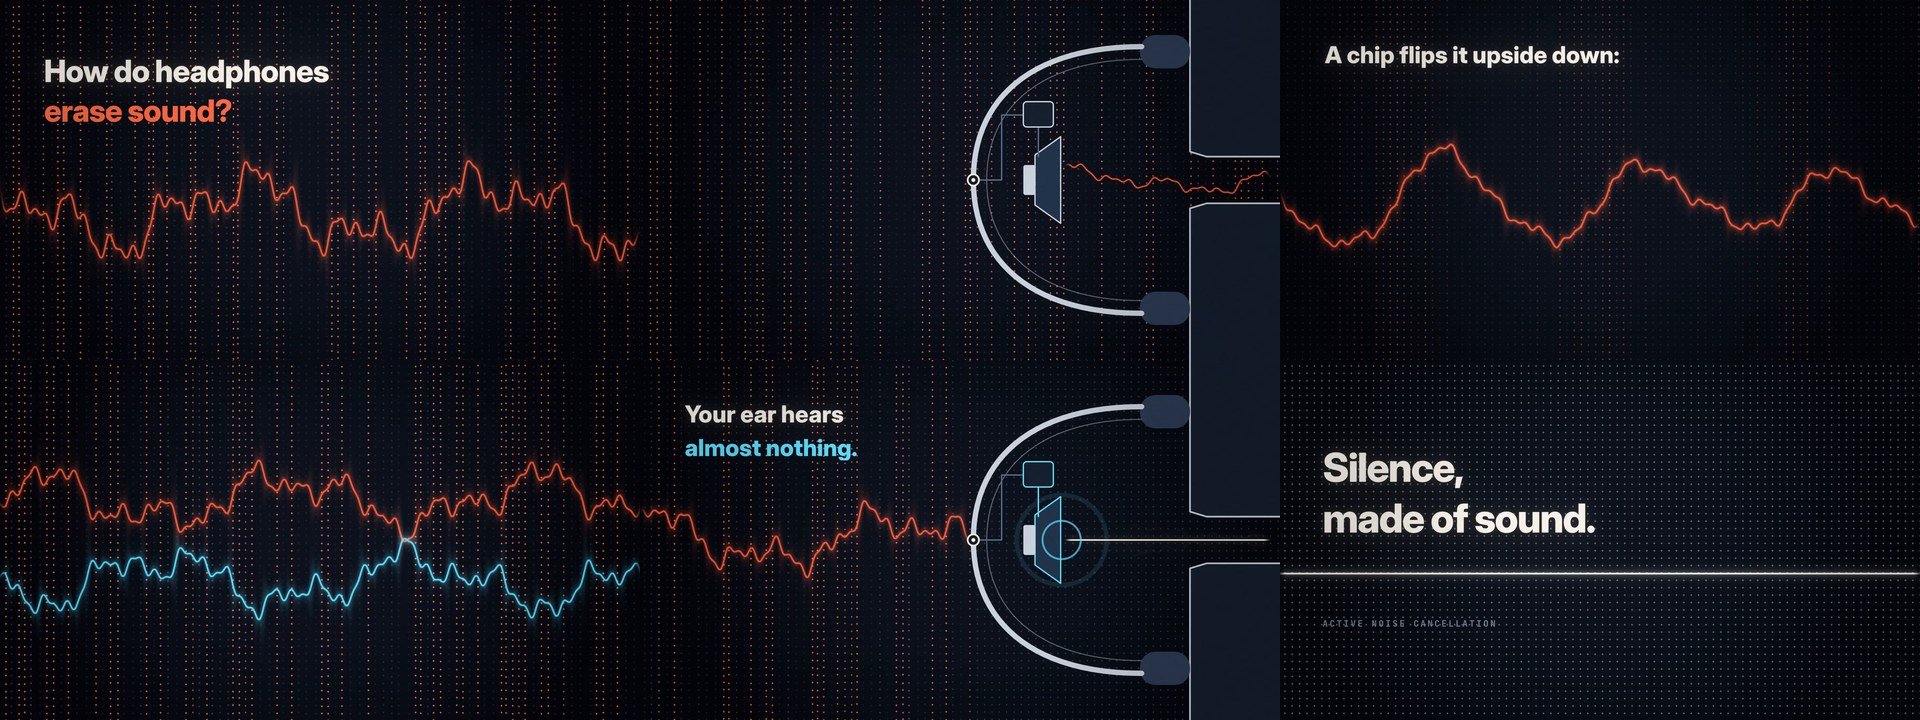 How do headphones
erase sound?
A chip flips it upside down:
Your ear hears
almost nothing.
Silence,
made of sound.
ACTIVE NOISE CANCELLATION